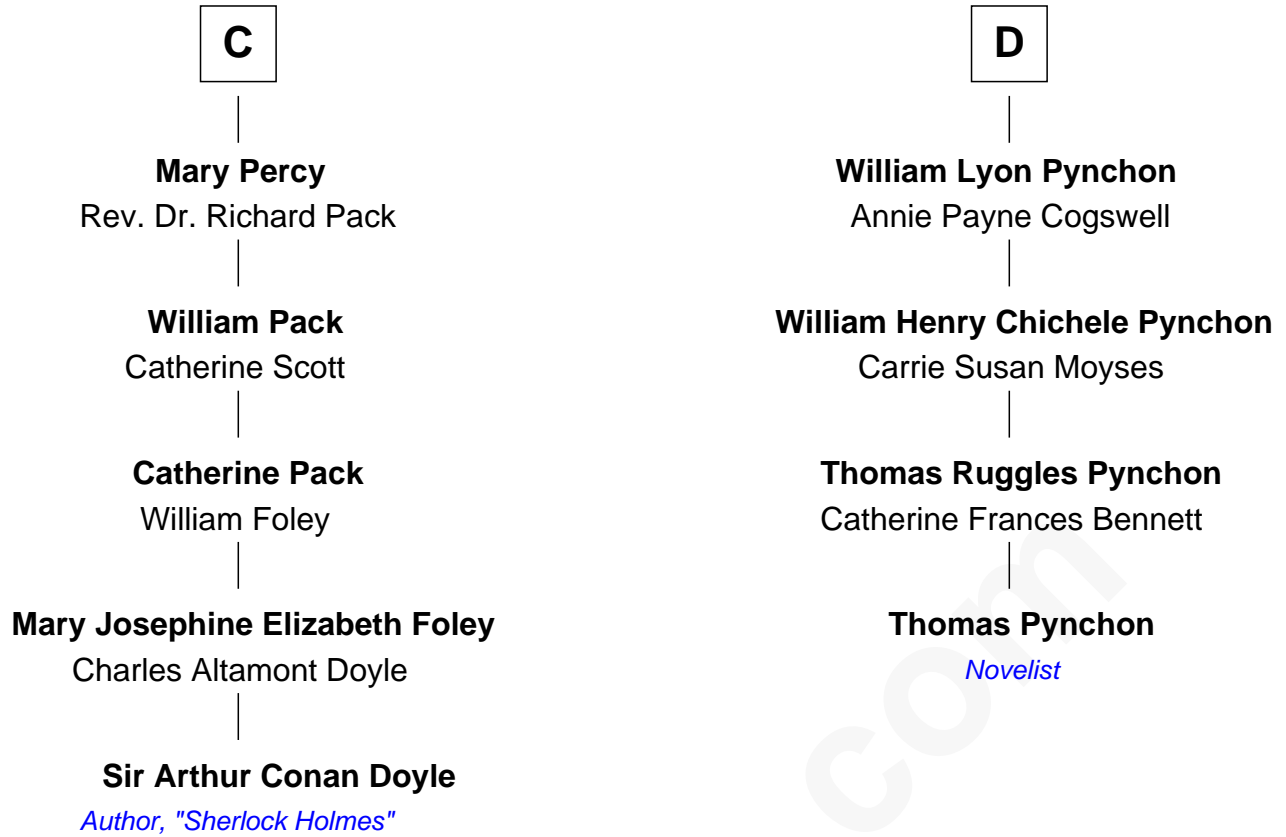 C
Mary Percy
Rev. Dr. Richard Pack
William Pack
Catherine Scott
Catherine Pack
William Foley
Mary Josephine Elizabeth Foley
Charles Altamont Doyle
Sir Arthur Conan Doyle
Author, "Sherlock Holmes"
D
William Lyon Pynchon
Annie Payne Cogswell
William Henry Chichele Pynchon
Carrie Susan Moyses
Thomas Ruggles Pynchon
Catherine Frances Bennett
Thomas Pynchon
Novelist
com